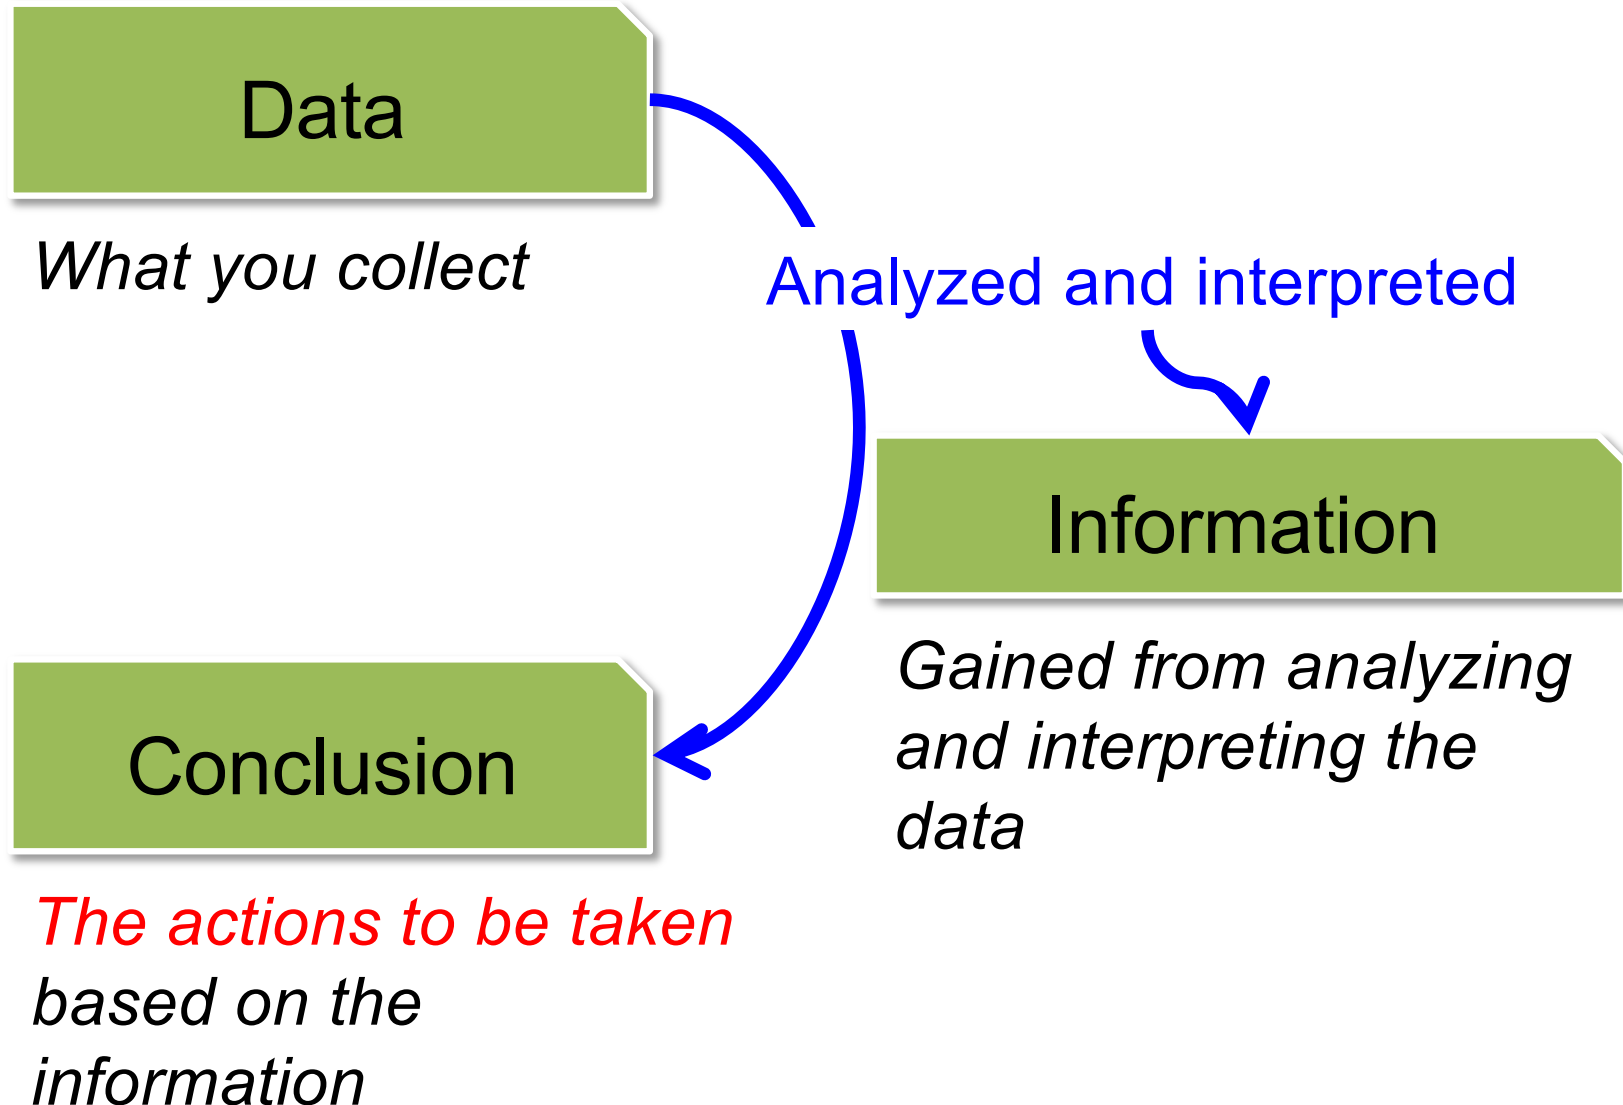 Data
What you collect
Analyzed and interpreted
Information
Gained from analyzing
and interpreting the
data
Conclusion
The actions to be taken
based on the
information